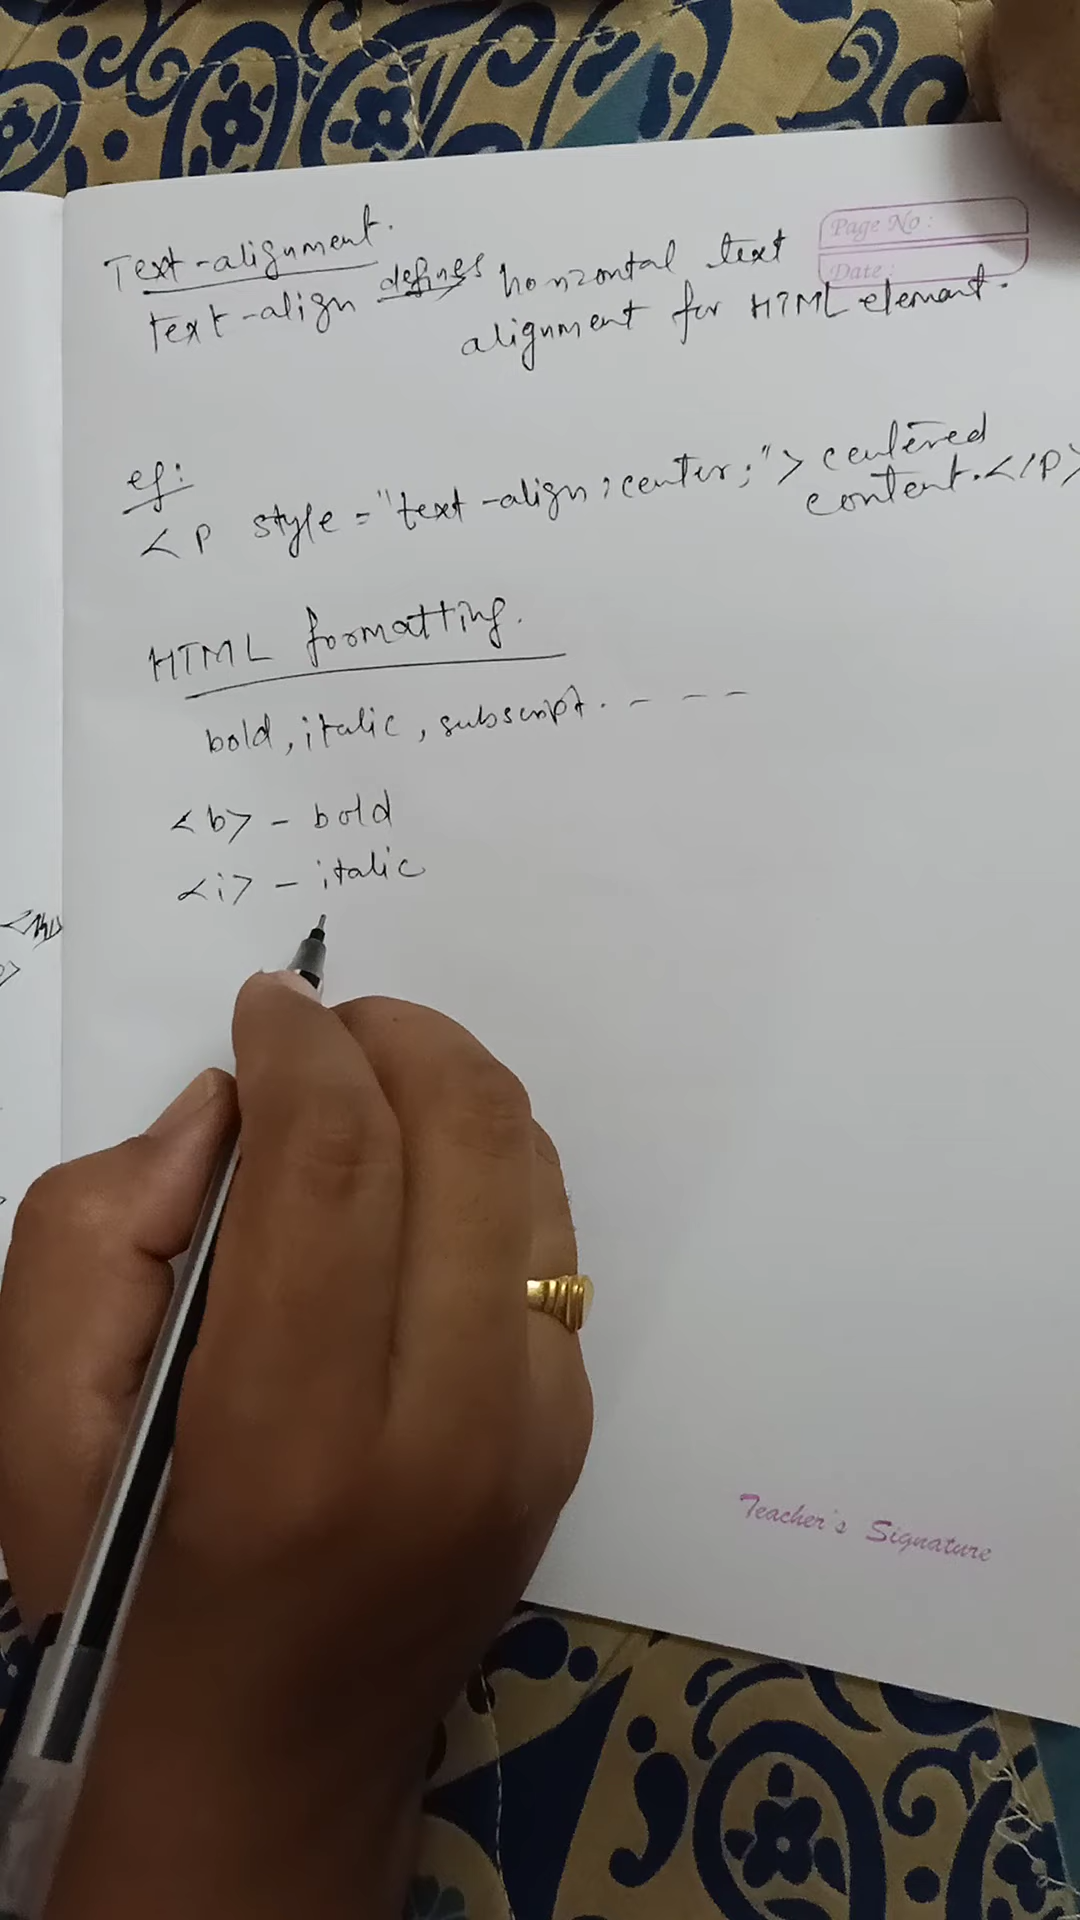 Page No :
Date :
Text-alignment.
text-align defines horizontal text
alignment for HTML element.
eg:
<p style="text-align:center;">centered
content.</p>
HTML formatting.
bold, italic, subscript. - - - -
<b> - bold
<i> - italic
Teacher's Signature